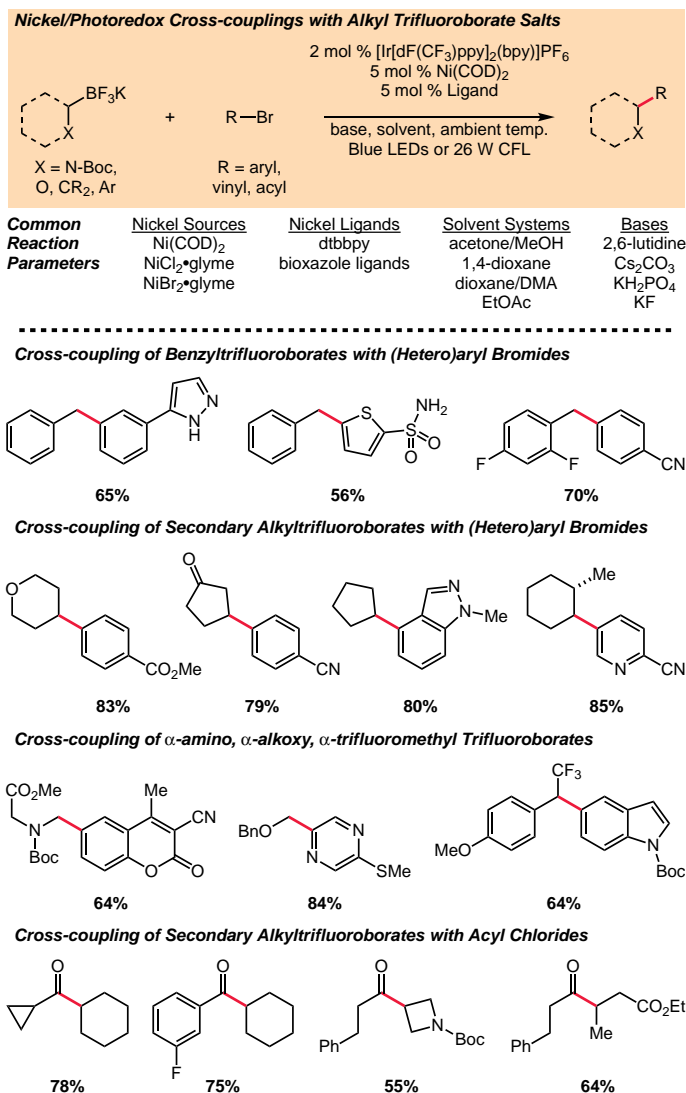 Nickel/Photoredox Cross-couplings with Alkyl Trifluoroborate Salts
2 mol % [Ir[dF(CF3)ppy]2(bpy)]PF6
5 mol % Ni(COD)2
5 mol % Ligand
BF3K
X
+
R Br
base, solvent, ambient temp.
Blue LEDs or 26 W CFL
R
X
X = N-Boc,
O, CR2, Ar
R = aryl,
vinyl, acyl
Common Reaction Parameters
Nickel Sources
Ni(COD)2
NiCl2•glyme
NiBr2•glyme
Nickel Ligands
dtbbpy
bioxazole ligands
Solvent Systems
acetone/MeOH
1,4-dioxane
dioxane/DMA
EtOAc
Bases
2,6-lutidine
Cs2CO3
KH2PO4
KF
Cross-coupling of Benzyltrifluoroborates with (Hetero)aryl Bromides
N
N
H
S
NH2
S
O
O
F
F
CN
65% 56% 70%
Cross-coupling of Secondary Alkyltrifluoroborates with (Hetero)aryl Bromides
O
CO2Me
O
CN
N
N
Me
Me
N
CN
83% 79% 80% 85%
Cross-coupling of α-amino, α-alkoxy, α-trifluoromethyl Trifluoroborates
CO2Me
N
Boc
Me
CN
O
O
BnO
N
N
SMe
CF3
MeO
N
Boc
64% 84% 64%
Cross-coupling of Secondary Alkyltrifluoroborates with Acyl Chlorides
O
O
F
O
Ph
N
Boc
O
CO2Et
Ph
Me
78% 75% 55% 64%